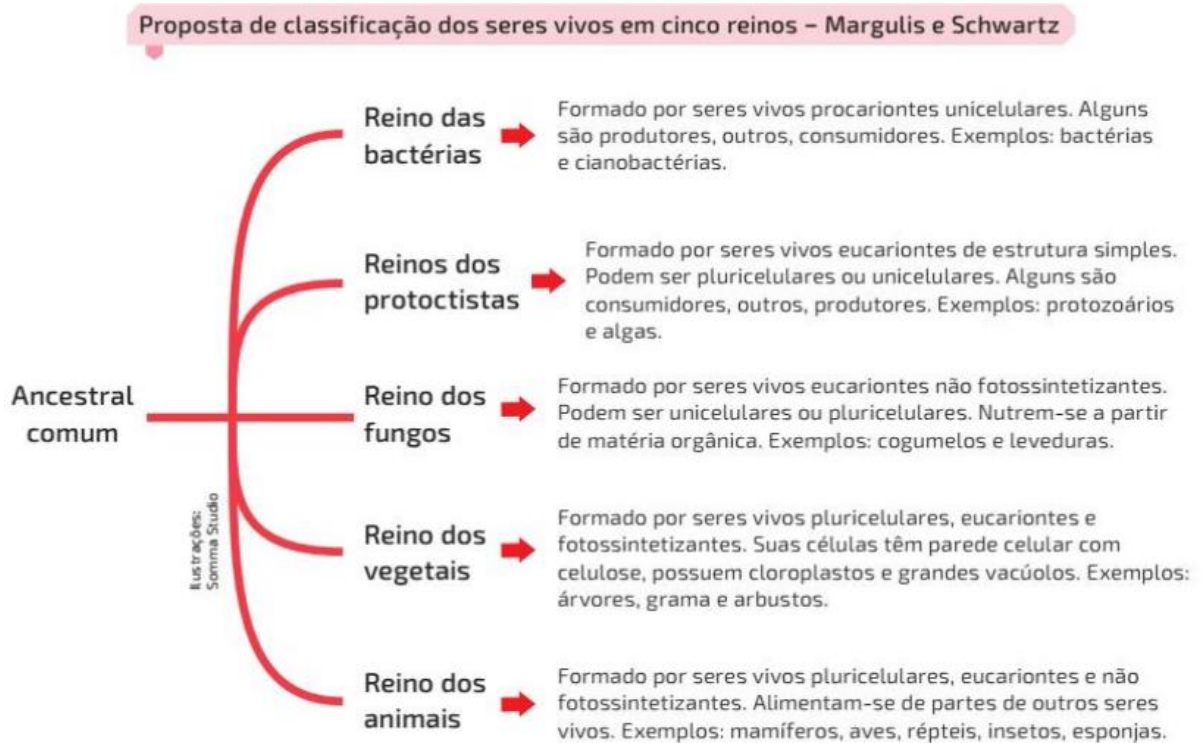 Proposta de classificação dos seres vivos em cinco reinos – Margulis e Schwartz
Reino das
bactérias
Formado por seres vivos procariontes unicelulares. Alguns
são produtores, outros, consumidores. Exemplos: bactérias
e cianobactérias.
Reinos dos
protoctistas
Formado por seres vivos eucariontes de estrutura simples.
Podem ser pluricelulares ou unicelulares. Alguns são
consumidores, outros, produtores. Exemplos: protozoários
e algas.
Ancestral
comum
Reino do
fungos
Formado por seres vivos eucariontes não fotossintetizantes.
Podem ser unicelulares ou pluricelulares. Nutrem-se a partir
de matéria orgânica. Exemplos: cogumelos e leveduras.
Ilustrações:
Somma Studio
Reino dos
vegetais
Formado por seres vivos pluricelulares, eucariontes e
fotossintetizantes. Suas células têm parede celular com
celulose, possuem cloroplastos e grandes vacúolos. Exemplos:
árvores, grama e arbustos.
Reino dos
animais
Formado por seres vivos pluricelulares, eucariontes e não
fotossintetizantes. Alimentam-se de partes de outros seres
vivos. Exemplos: mamíferos, aves, répteis, insetos, esponjas.